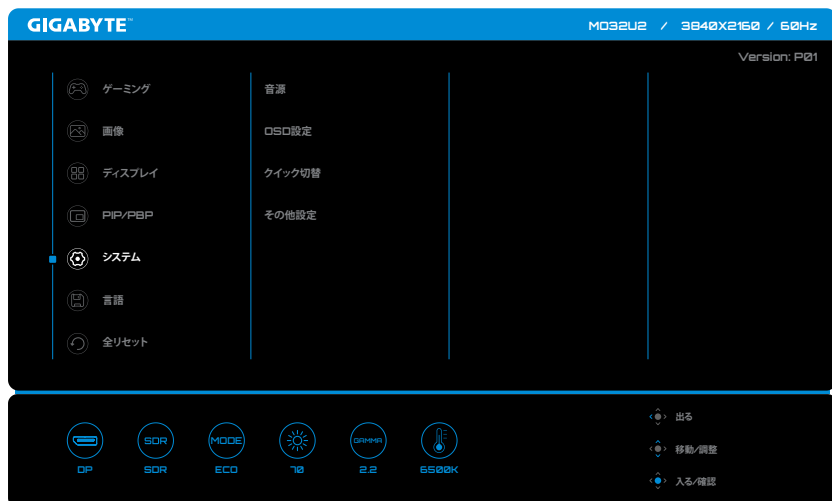 GIGABYTE™
MO32U2 / 3840X2160 / 60Hz
Version: P01
ゲーミング
画像
ディスプレイ
PIP/PBP
システム
言語
全リセット
音源
OSD設定
クイック切替
その他設定
SDR
MODE
GAMMA
DP
SDR
ECO
70
2.2
6500K
出る
移動/調整
入る/確認